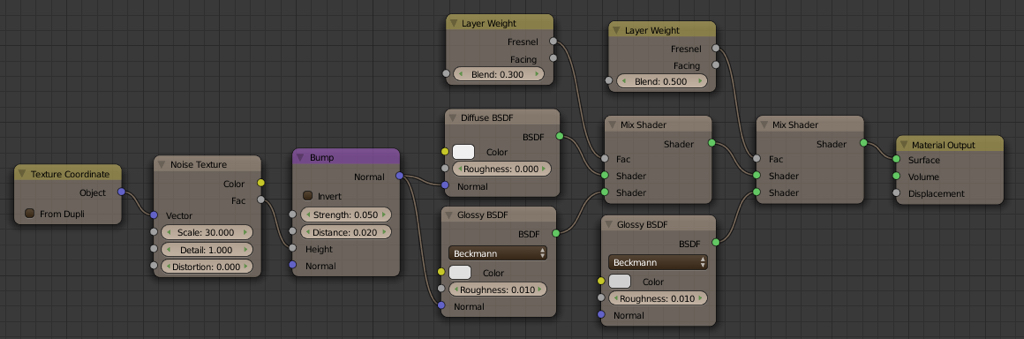 Texture Coordinate
Object
From Dupli
Noise Texture
Color
Fac
Vector
Scale: 30.000
Detail: 1.000
Distortion: 0.000
Bump
Normal
Invert
Strength: 0.050
Distance: 0.020
Height
Normal
Layer Weight
Fresnel
Facing
Blend: 0.300
Diffuse BSDF
BSDF
Color
Roughness: 0.000
Normal
Glossy BSDF
BSDF
Beckmann
Color
Roughness: 0.010
Normal
Layer Weight
Fresnel
Facing
Blend: 0.500
Mix Shader
Shader
Fac
Shader
Shader
Glossy BSDF
BSDF
Beckmann
Color
Roughness: 0.010
Normal
Mix Shader
Shader
Fac
Shader
Shader
Material Output
Surface
Volume
Displacement